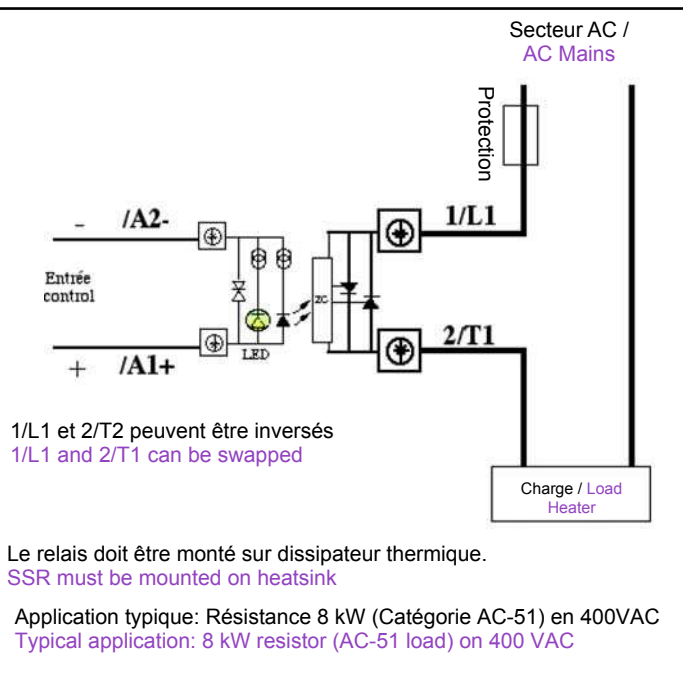 Secteur AC /
AC Mains
Protection
- /A2-
1/L1
Entrée
control
ZC
LED
+ /A1+
2/T1
1/L1 et 2/T2 peuvent être inversés
1/L1 and 2/T1 can be swapped
Charge / Load
Heater
Le relais doit être monté sur dissipateur thermique.
SSR must be mounted on heatsink
Application typique: Résistance 8 kW (Catégorie AC-51) en 400VAC
Typical application: 8 kW resistor (AC-51 load) on 400 VAC